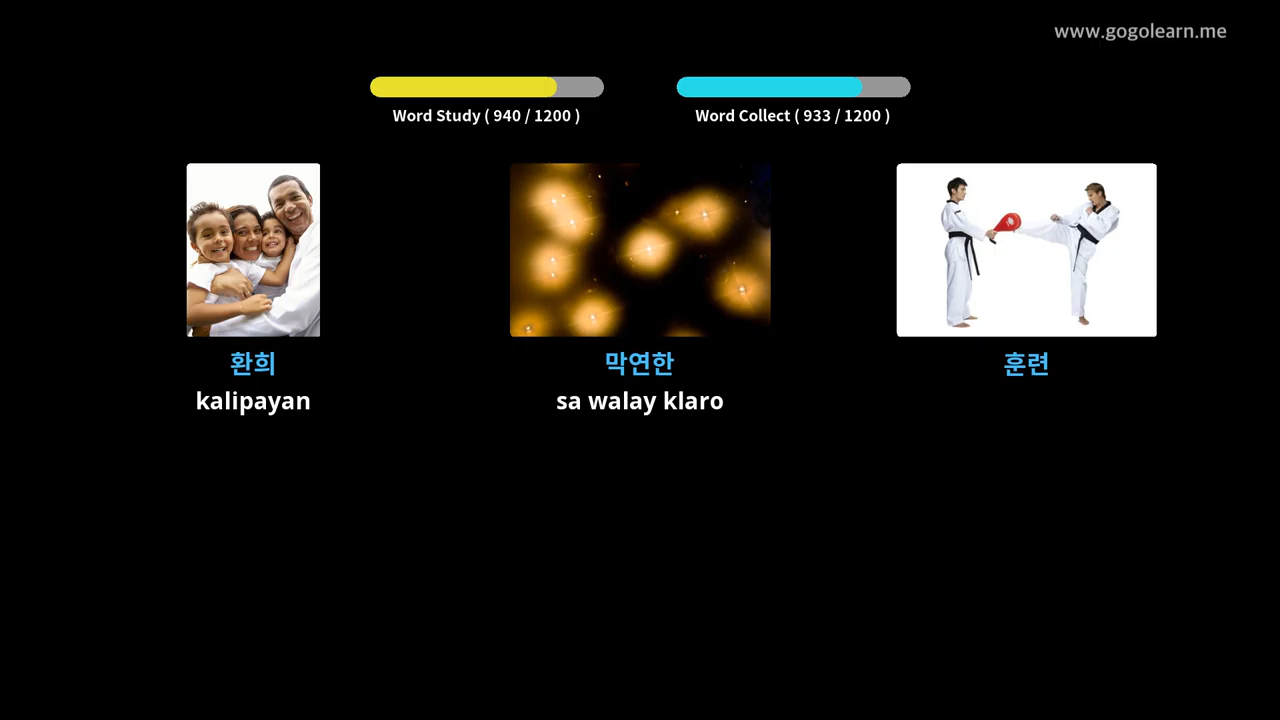 www.gogolearn.me
Word Study ( 940 / 1200 )
Word Collect ( 933 / 1200 )
환희
kalipayan
막연한
sa walay klaro
훈련